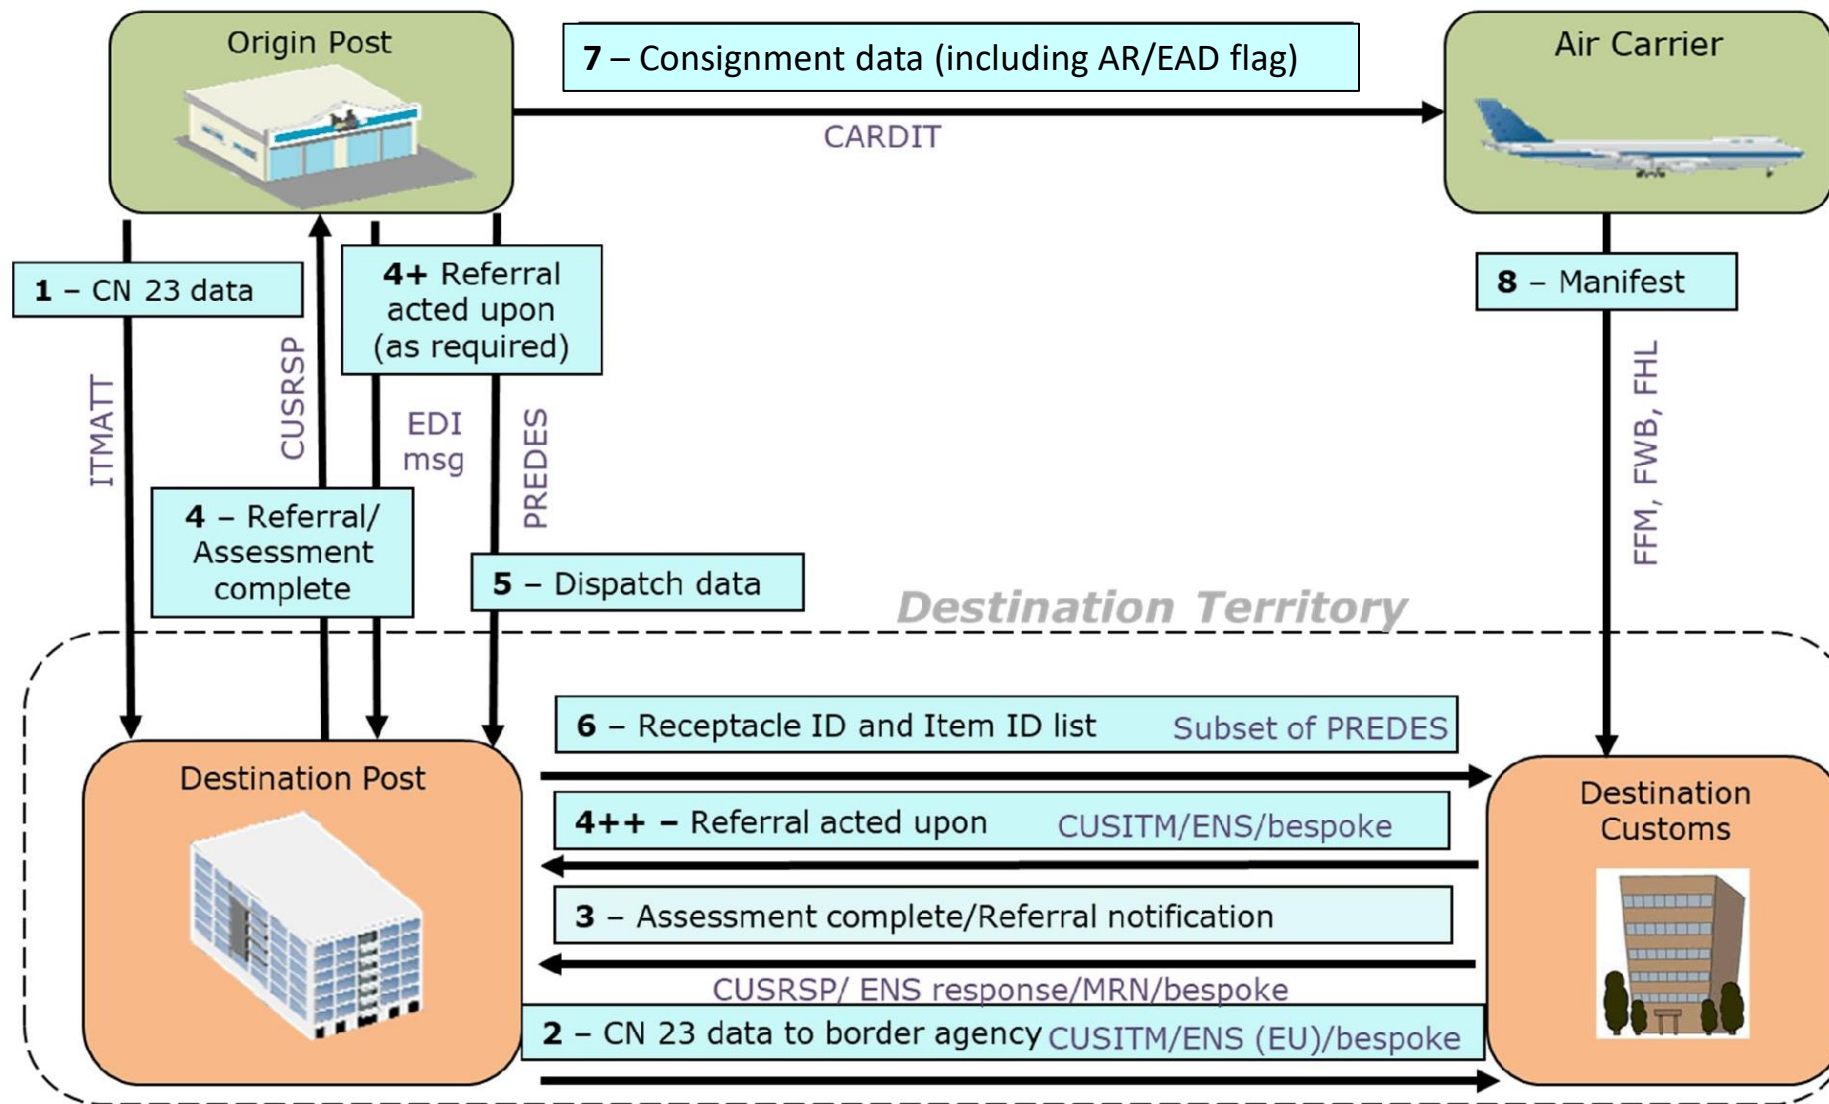 Origin Post
7 – Consignment data (including AR/EAD flag)
Air Carrier
CARDIT
1 – CN 23 data
4+ Referral
acted upon
(as required)
8 – Manifest
ITMATT
CUSRSP
EDI
msg
PREDES
FFM, FWB, FHL
4 – Referral/
Assessment
complete
5 – Dispatch data
Destination Territory
6 – Receptacle ID and Item ID list Subset of PREDES
Destination Post
Destination
Customs
4++ – Referral acted upon CUSITM/ENS/bespoke
3 – Assessment complete/Referral notification
CUSRSP/ ENS response/MRN/bespoke
2 – CN 23 data to border agency CUSITM/ENS (EU)/bespoke